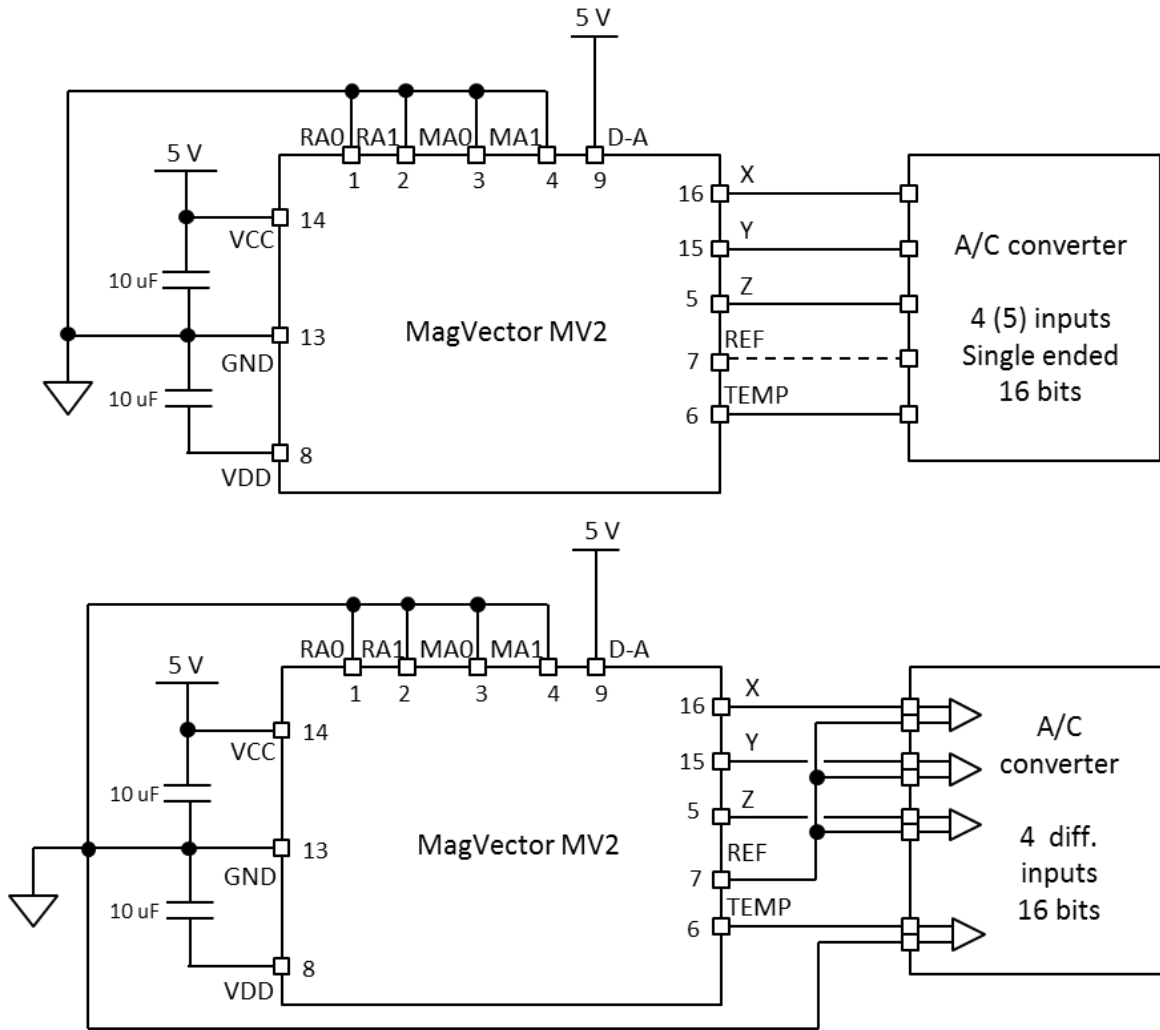 5 V
RA0 RA1 MA0 MA1 D-A
1 2 3 4 9
5 V
14
VCC
10 uF
13
GND
10 uF
8
VDD
MagVector MV2
16 X
15 Y
5 Z
7 REF
6 TEMP
A/C converter
4 (5) inputs
Single ended
16 bits
5 V
RA0 RA1 MA0 MA1 D-A
1 2 3 4 9
5 V
14
VCC
10 uF
13
GND
10 uF
8
VDD
MagVector MV2
16 X
15 Y
5 Z
7 REF
6 TEMP
A/C
converter
4 diff.
inputs
16 bits